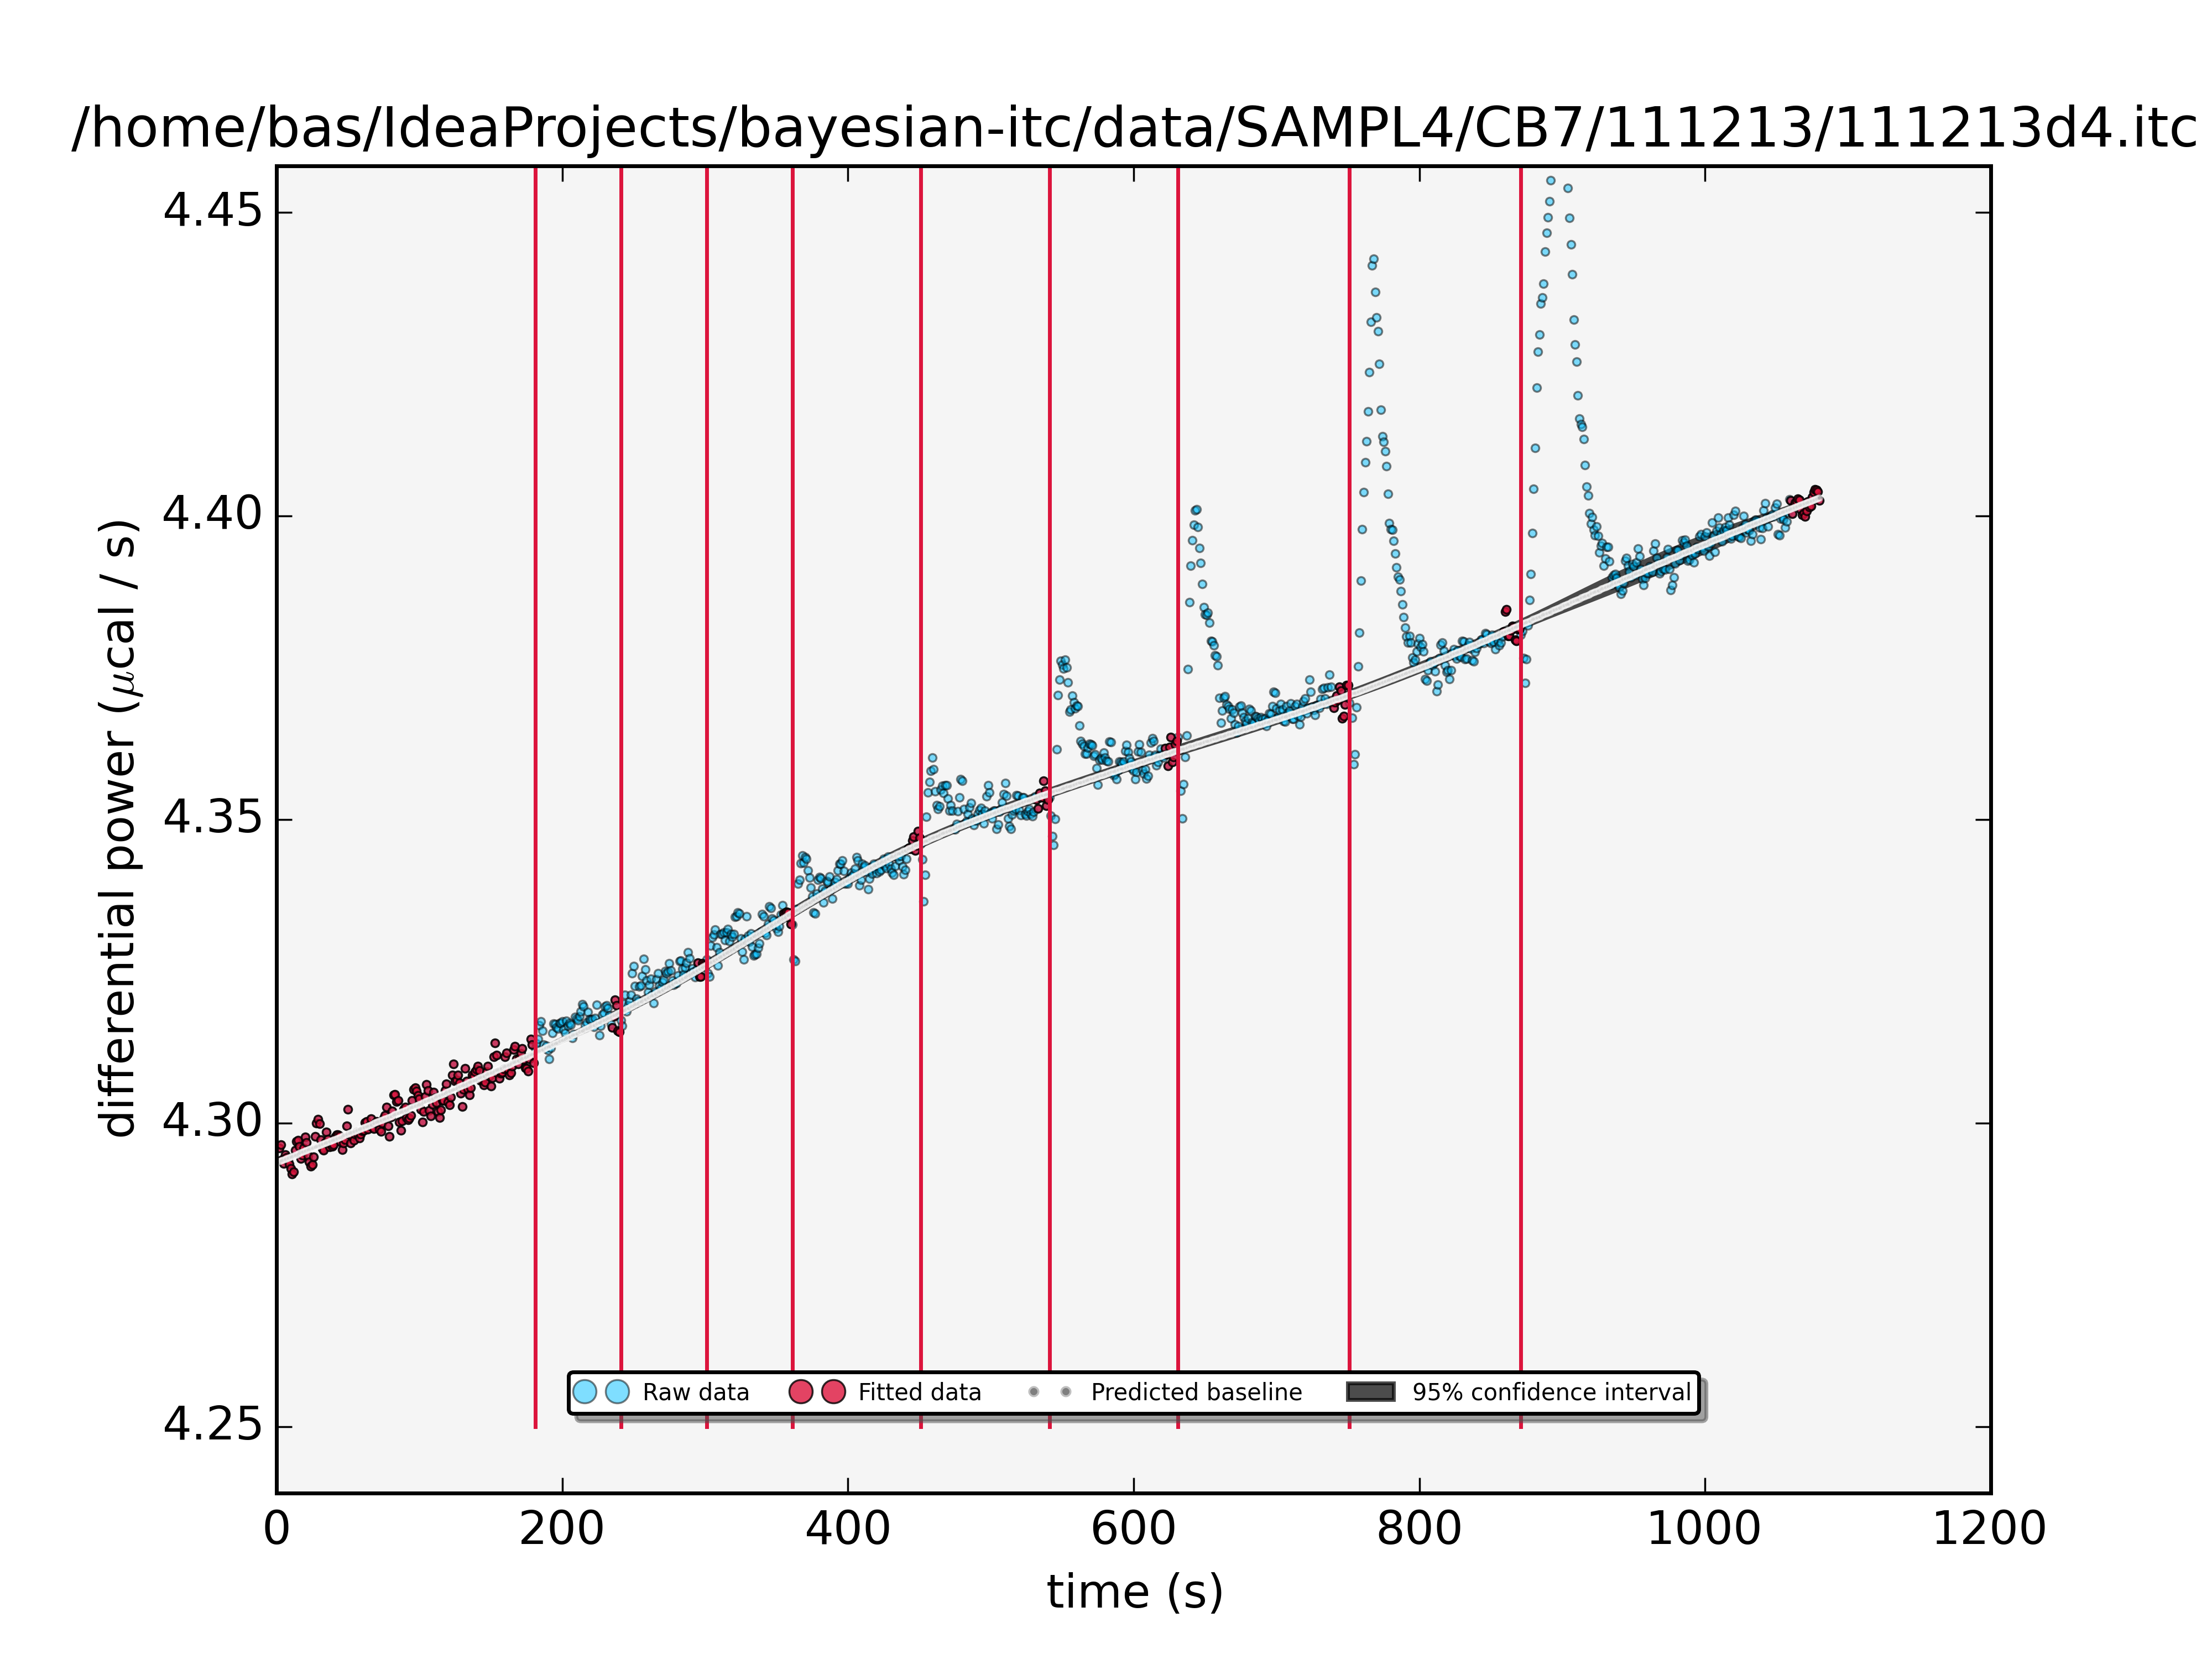 /home/bas/IdeaProjects/bayesian-itc/data/SAMPL4/CB7/111213/111213d4.itc
differential power (μcal / s)
4.45
4.40
4.35
4.30
4.25
Raw data Fitted data Predicted baseline 95% confidence interval
0 200 400 600 800 1000 1200
time (s)